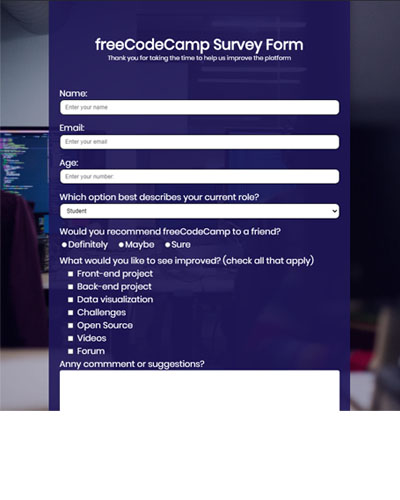 freeCodeCamp Survey Form
Thank you for taking the time to help us improve the platform
Name:
Enter your name
Email:
Enter your email
Age:
Enter your number
Which option best describes your current role?
Student
Would you recommend freeCodeCamp to a friend?
Definitely Maybe Sure
What would you like to see improved? (check all that apply)
Front-end project
Back-end project
Data visualization
Challenges
Open Source
Videos
Forum
Anny commment or suggestions?